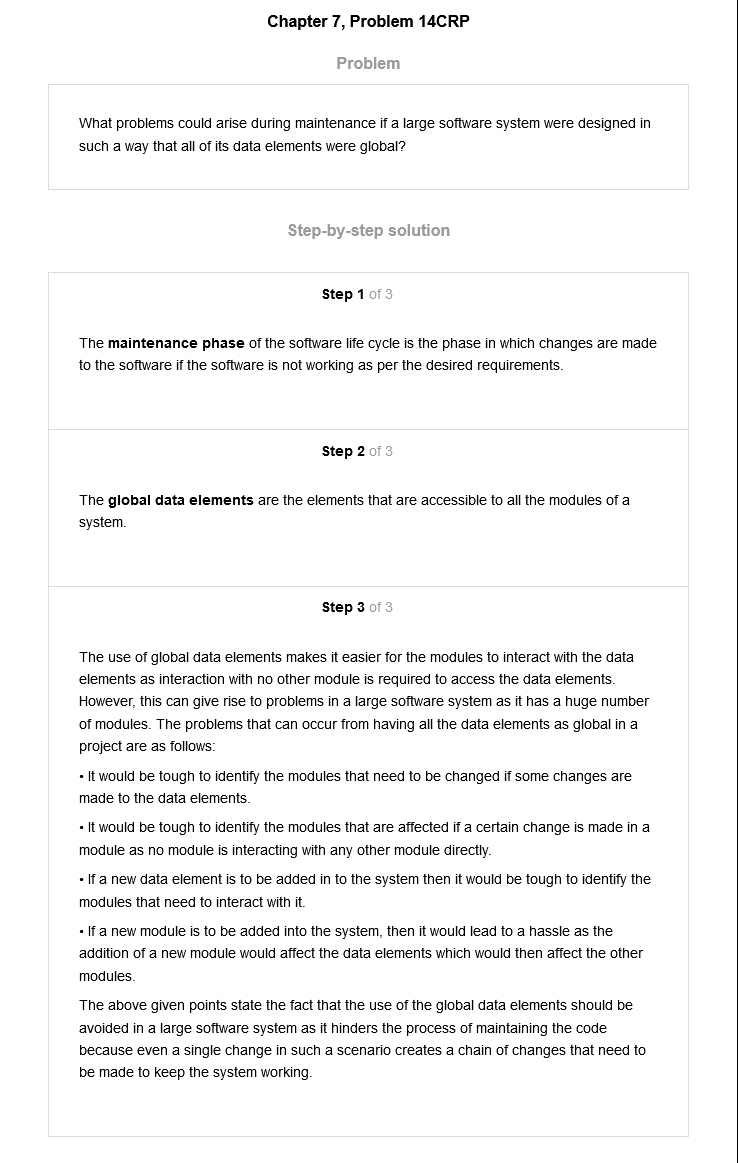 Chapter 7, Problem 14CRP
Problem
What problems could arise during maintenance if a large software system were designed in
such a way that all of its data elements were global?
Step-by-step solution
Step 1 of 3
The maintenance phase of the software life cycle is the phase in which changes are made
to the software if the software is not working as per the desired requirements.
Step 2 of 3
The global data elements are the elements that are accessible to all the modules of a
system.
Step 3 of 3
The use of global data elements makes it easier for the modules to interact with the data
elements as interaction with no other module is required to access the data elements.
However, this can give rise to problems in a large software system as it has a huge number
of modules. The problems that can occur from having all the data elements as global in a
project are as follows:
• It would be tough to identify the modules that need to be changed if some changes are
made to the data elements.
• It would be tough to identify the modules that are affected if a certain change is made in a
module as no module is interacting with any other module directly.
• If a new data element is to be added in to the system then it would be tough to identify the
modules that need to interact with it.
• If a new module is to be added into the system, then it would lead to a hassle as the
addition of a new module would affect the data elements which would then affect the other
modules.
The above given points state the fact that the use of the global data elements should be
avoided in a large software system as it hinders the process of maintaining the code
because even a single change in such a scenario creates a chain of changes that need to
be made to keep the system working.